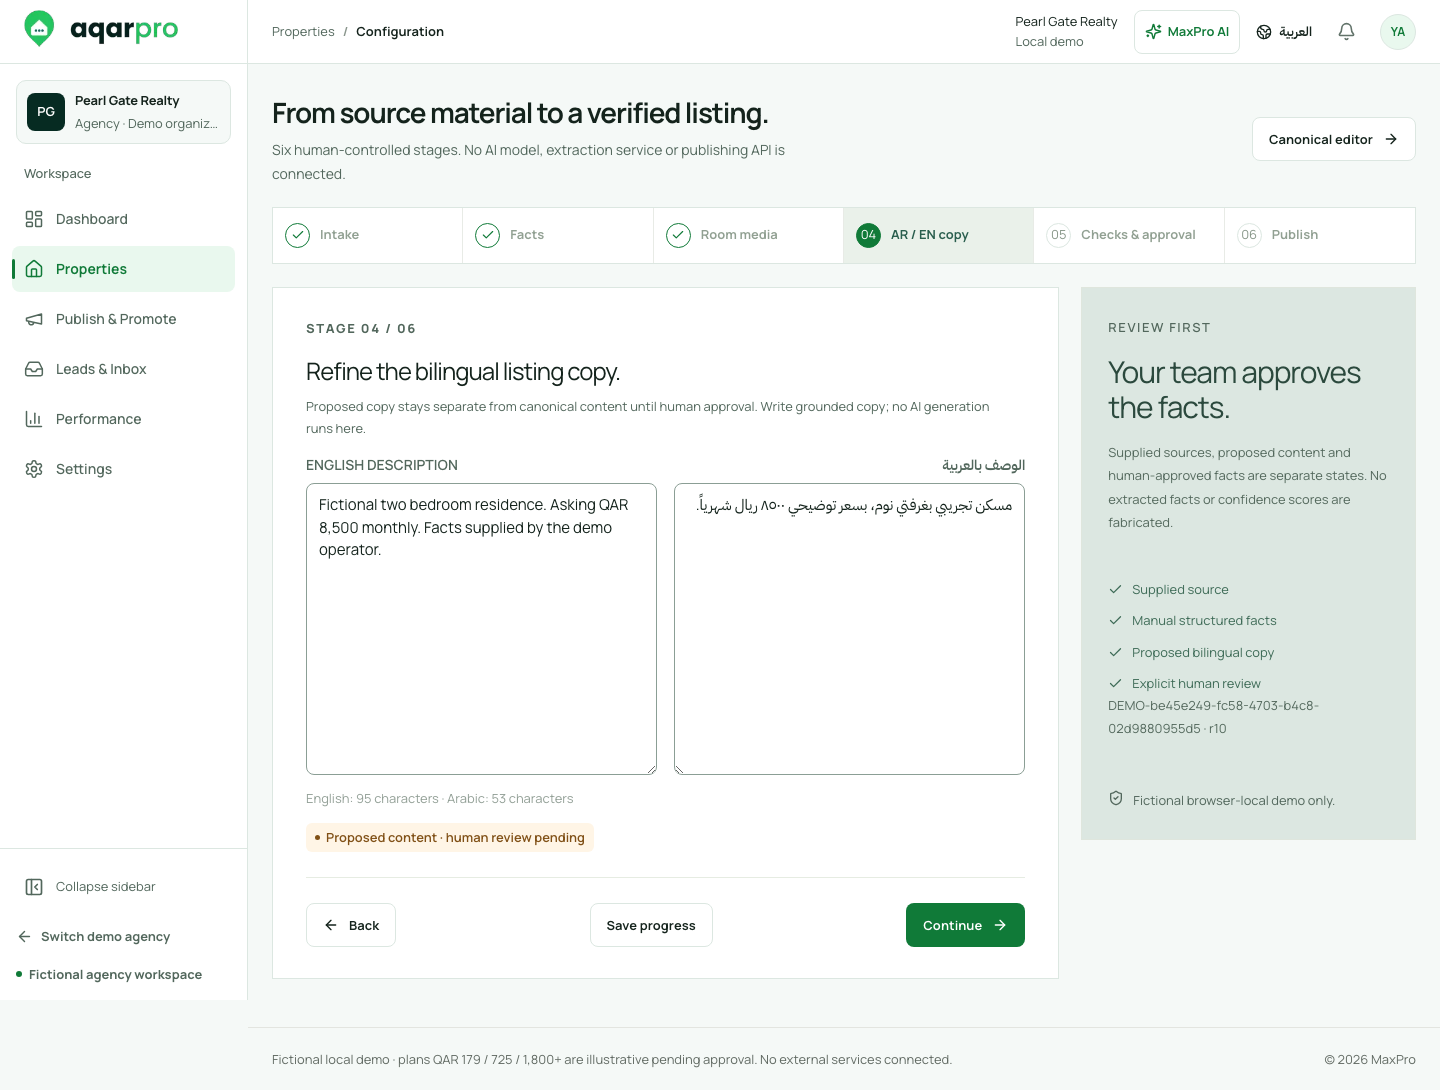 aqarpro
Properties / Configuration
Pearl Gate Realty
Local demo
MaxPro AI
العربية
YA
PG
Pearl Gate Realty
Agency · Demo organiz...
Workspace
Dashboard
Properties
Publish & Promote
Leads & Inbox
Performance
Settings
Collapse sidebar
Switch demo agency
Fictional agency workspace
From source material to a verified listing.
Six human-controlled stages. No AI model, extraction service or publishing API is
connected.
Canonical editor
Intake
Facts
Room media
04 AR / EN copy
05 Checks & approval
06 Publish
STAGE 04 / 06
Refine the bilingual listing copy.
Proposed copy stays separate from canonical content until human approval. Write grounded copy; no AI generation
runs here.
ENGLISH DESCRIPTION
Fictional two bedroom residence. Asking QAR
8,500 monthly. Facts supplied by the demo
operator.
الوصف بالعربية
مسكن تجريبي بغرفتي نوم، بسعر توضيحي ٨٥٠٠ ريال شهرياً.
English: 95 characters · Arabic: 53 characters
Proposed content · human review pending
Back
Save progress
Continue
REVIEW FIRST
Your team approves
the facts.
Supplied sources, proposed content and
human-approved facts are separate states. No
extracted facts or confidence scores are
fabricated.
Supplied source
Manual structured facts
Proposed bilingual copy
Explicit human review
DEMO-be45e249-fc58-4703-b4c8-
02d9880955d5 · r10
Fictional browser-local demo only.
Fictional local demo · plans QAR 179 / 725 / 1,800+ are illustrative pending approval. No external services connected.
© 2026 MaxPro